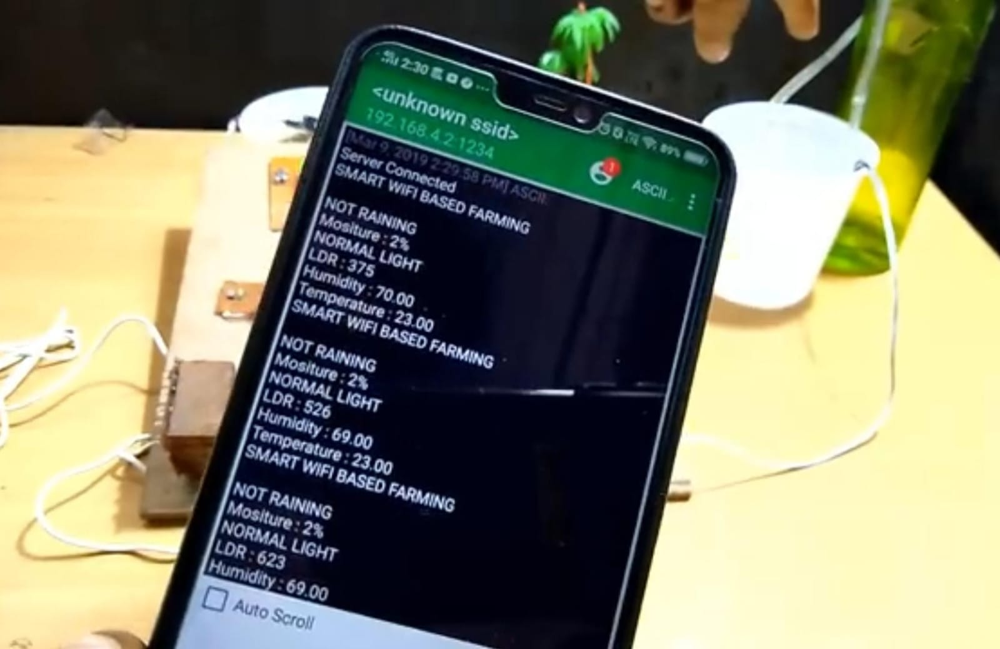 2:30
89%
<unknown ssid>
192.168.4.2:1234
1
ASCII
[Mar 9, 2019 2:29:58 PM] ASCII:
Server Connected
SMART WIFI BASED FARMING
NOT RAINING
Mositure : 2%
NORMAL LIGHT
LDR : 375
Humidity : 70.00
Temperature : 23.00
SMART WIFI BASED FARMING
NOT RAINING
Mositure : 2%
NORMAL LIGHT
LDR : 526
Humidity : 69.00
Temperature : 23.00
SMART WIFI BASED FARMING
NOT RAINING
Mositure : 2%
NORMAL LIGHT
LDR : 623
Humidity : 69.00
Auto Scroll